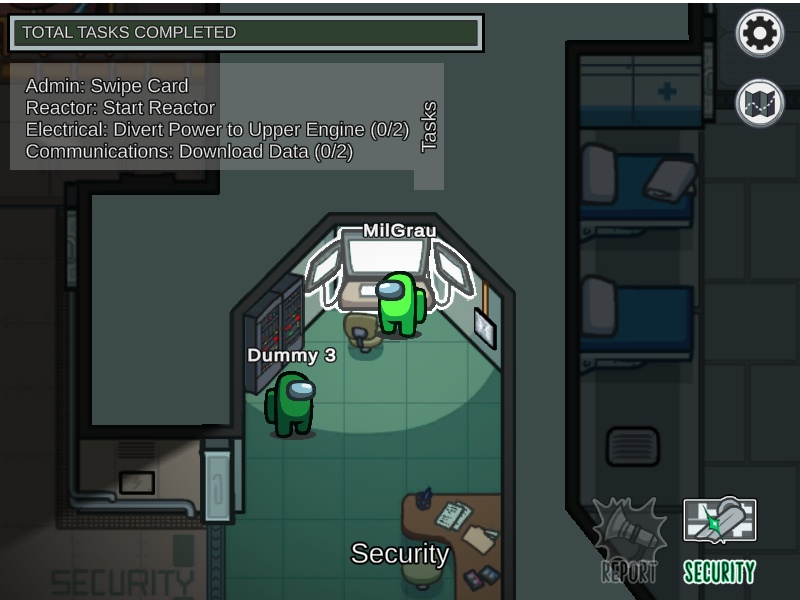 TOTAL TASKS COMPLETED
Admin: Swipe Card
Reactor: Start Reactor
Electrical: Divert Power to Upper Engine (0/2)
Communications: Download Data (0/2)
Tasks
MilGrau
Dummy 3
Security
SECURITY
REPORT
SECURITY